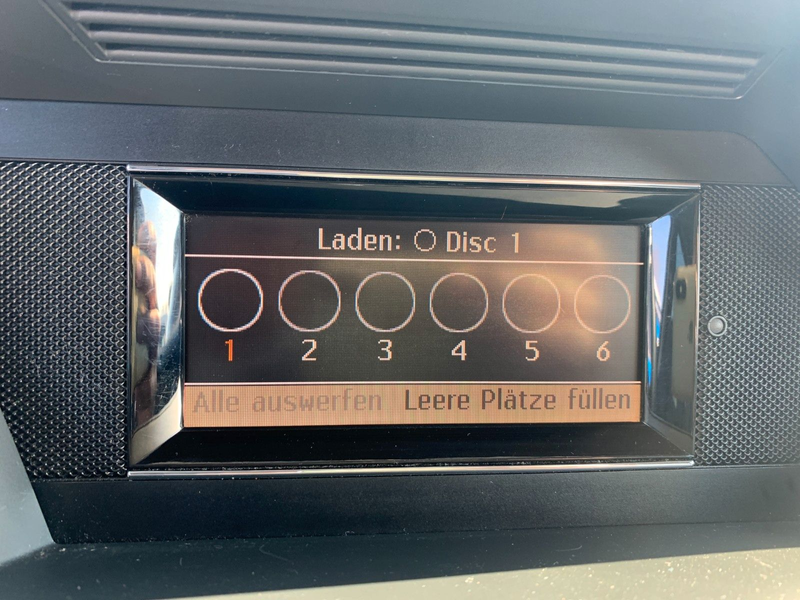 Laden: Disc 1
1 2 3 4 5 6
Alle auswerfen Leere Plätze füllen